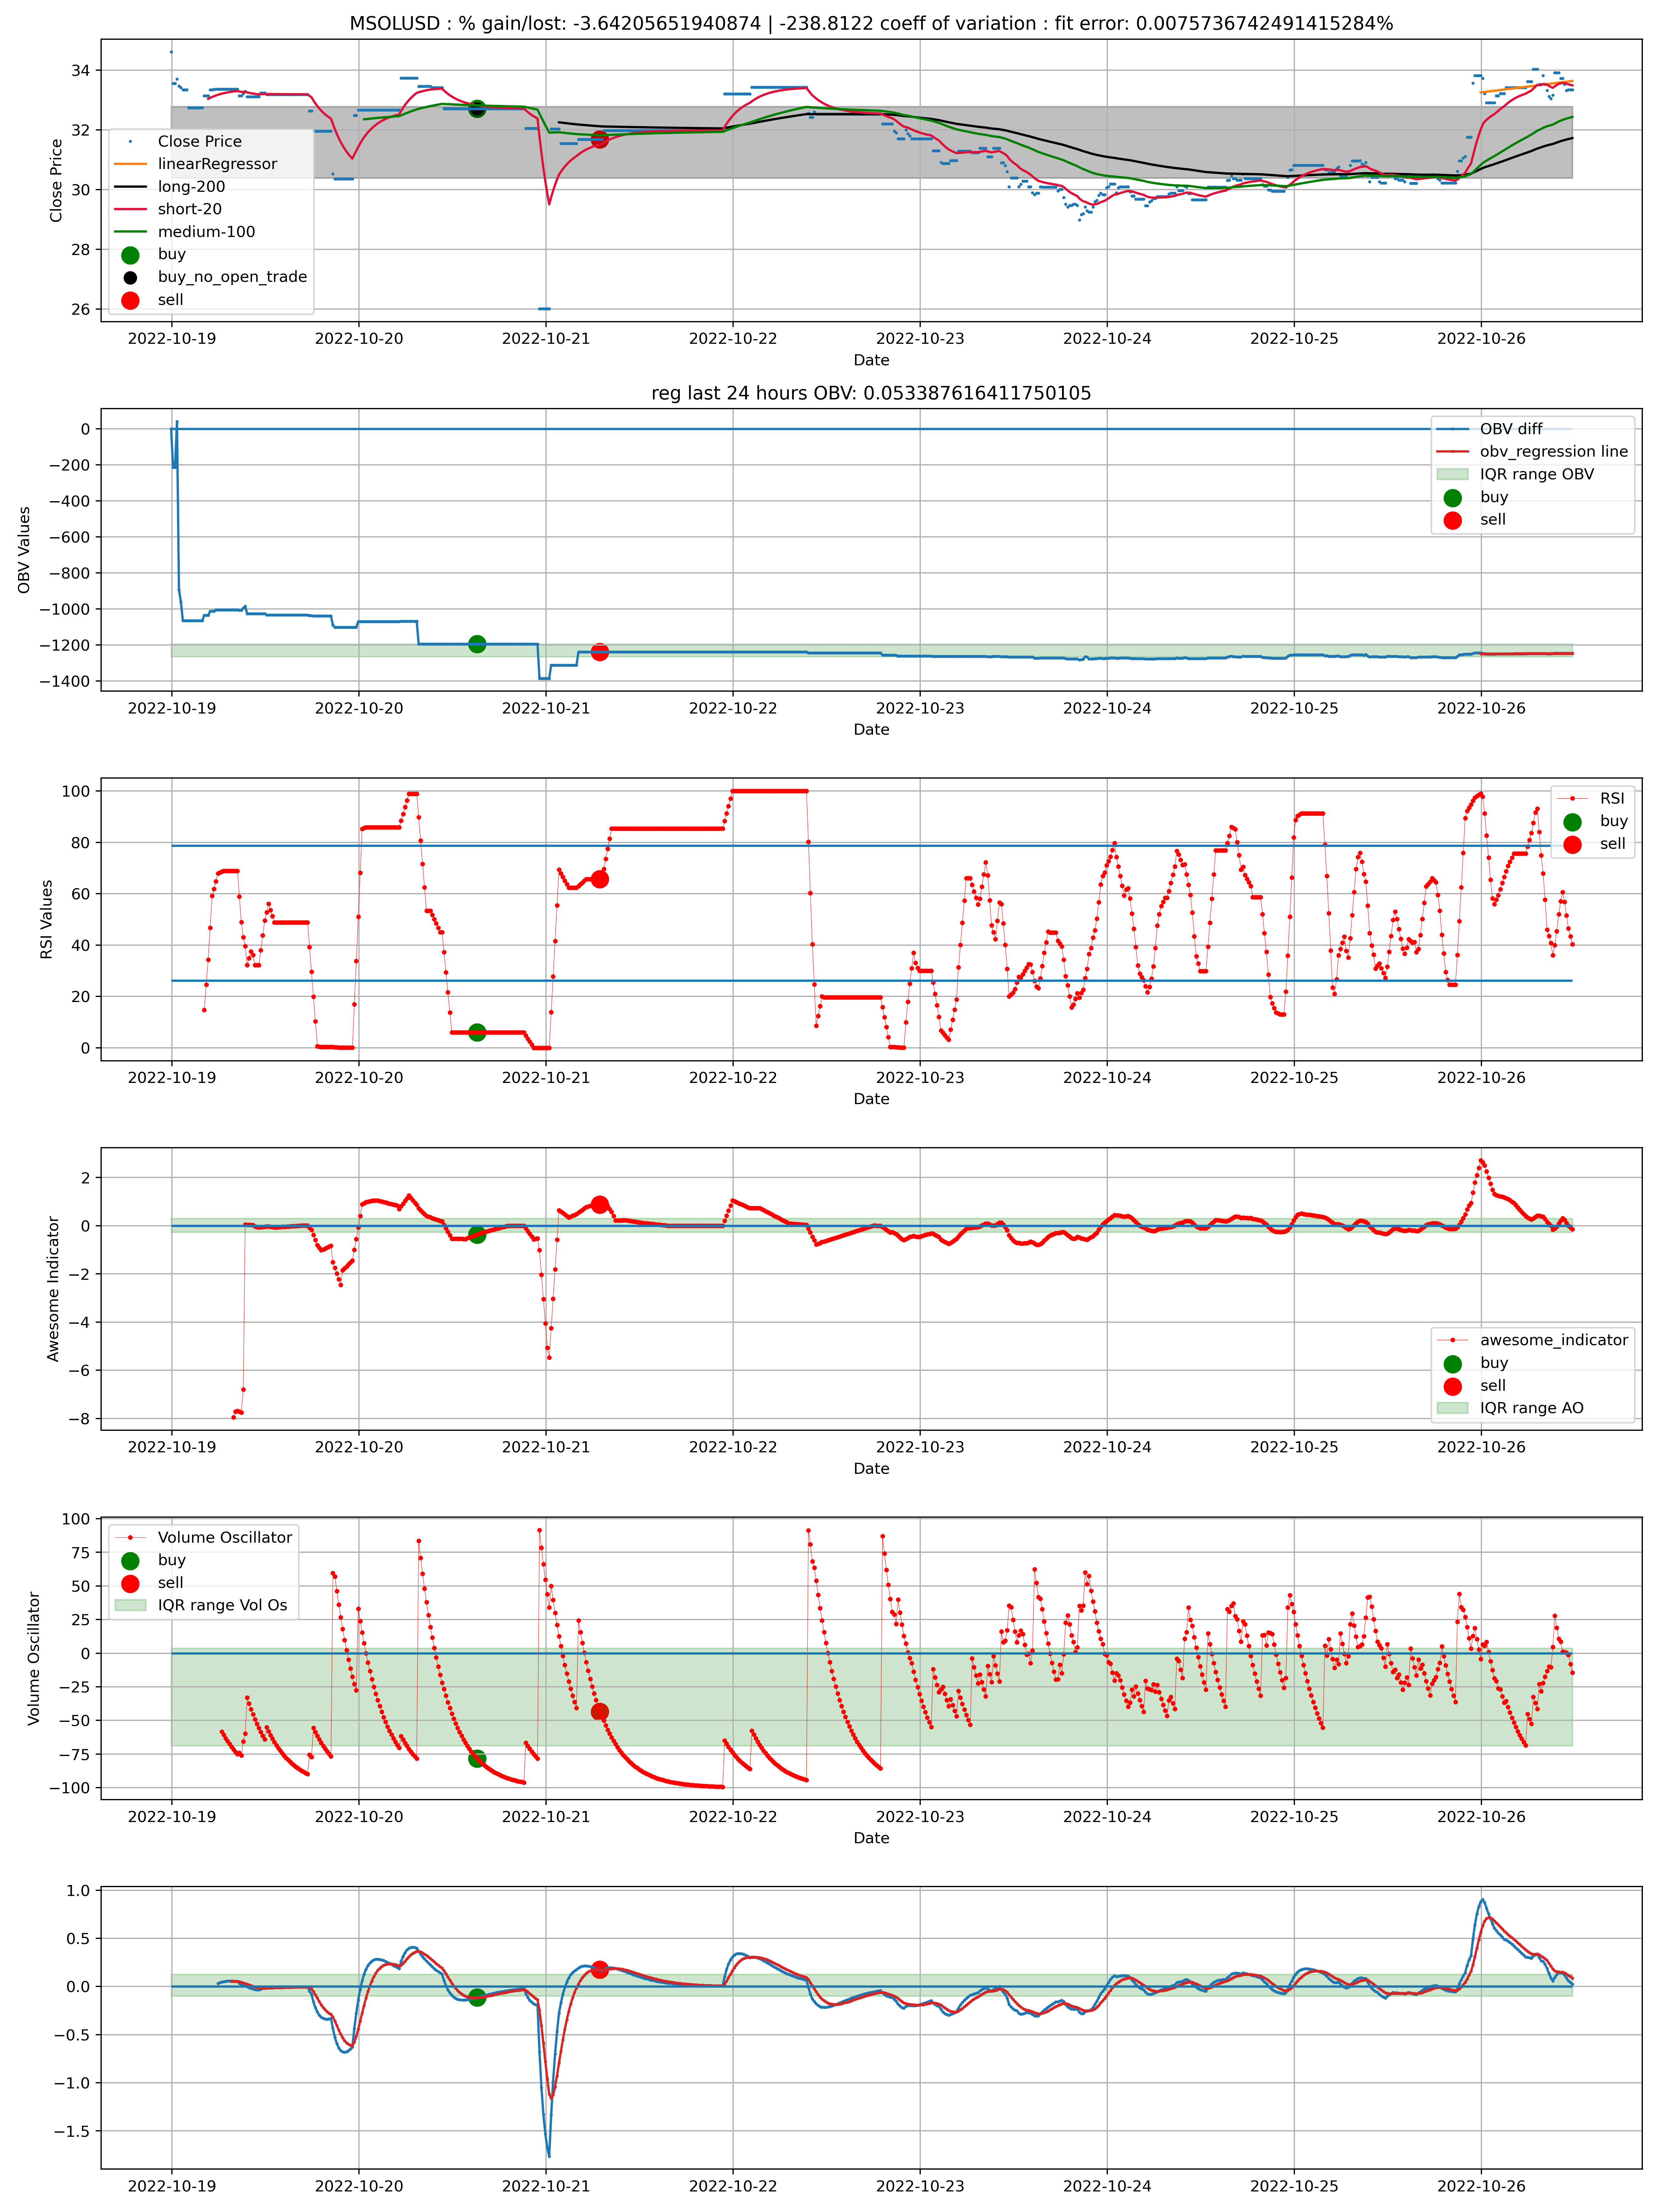 MSOLUSD : % gain/lost: -3.64205651940874 | -238.8122 coeff of variation : fit error: 0.0075736742491415284%
34
32
30
28
26
Close Price
Close Price
linearRegressor
long-200
short-20
medium-100
buy
buy_no_open_trade
sell
2022-10-19 2022-10-20 2022-10-21 2022-10-22 2022-10-23 2022-10-24 2022-10-25 2022-10-26
Date
reg last 24 hours OBV: 0.053387616411750105
0
−200
−400
−600
−800
−1000
−1200
−1400
OBV Values
OBV diff
obv_regression line
IQR range OBV
buy
sell
2022-10-19 2022-10-20 2022-10-21 2022-10-22 2022-10-23 2022-10-24 2022-10-25 2022-10-26
Date
100
80
60
40
20
0
RSI Values
RSI
buy
sell
2022-10-19 2022-10-20 2022-10-21 2022-10-22 2022-10-23 2022-10-24 2022-10-25 2022-10-26
Date
2
0
−2
−4
−6
−8
Awesome Indicator
awesome_indicator
buy
sell
IQR range AO
2022-10-19 2022-10-20 2022-10-21 2022-10-22 2022-10-23 2022-10-24 2022-10-25 2022-10-26
Date
100
75
50
25
0
−25
−50
−75
−100
Volume Oscillator
Volume Oscillator
buy
sell
IQR range Vol Os
2022-10-19 2022-10-20 2022-10-21 2022-10-22 2022-10-23 2022-10-24 2022-10-25 2022-10-26
Date
1.0
0.5
0.0
−0.5
−1.0
−1.5
2022-10-19 2022-10-20 2022-10-21 2022-10-22 2022-10-23 2022-10-24 2022-10-25 2022-10-26